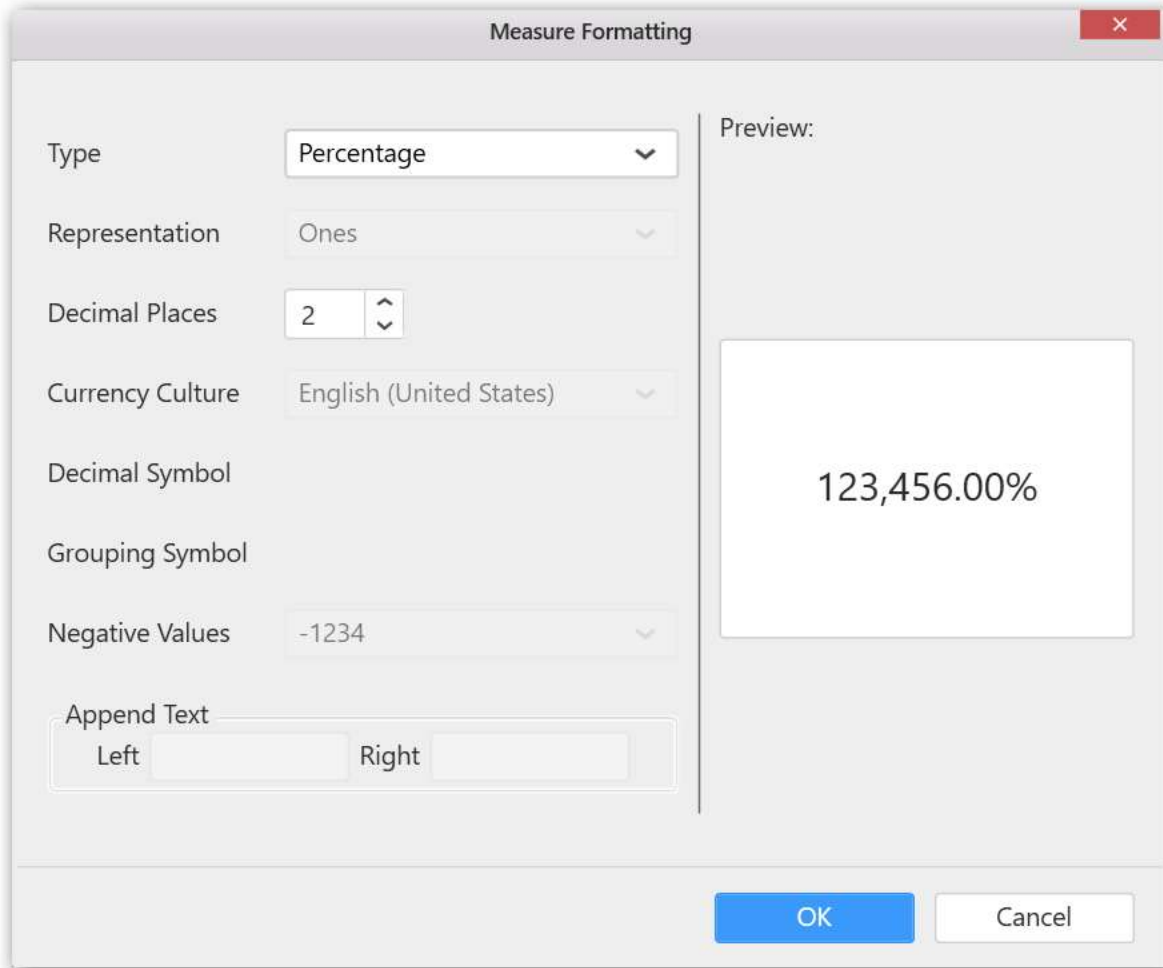 Measure Formatting
Type Percentage
Representation Ones
Decimal Places 2
Currency Culture English (United States)
Decimal Symbol
Grouping Symbol
Negative Values -1234
Append Text
Left Right
Preview:
123,456.00%
OK Cancel